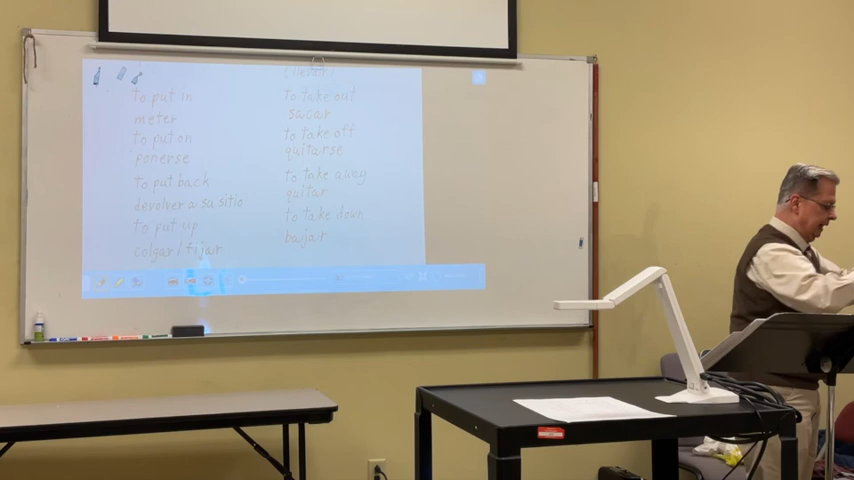 (llevar)
to put in
meter
to put on
ponerse
to put back
devolver a su sitio
to put up
colgar/fijar
to take out
sacar
to take off
quitarse
to take away
quitar
to take down
bajar